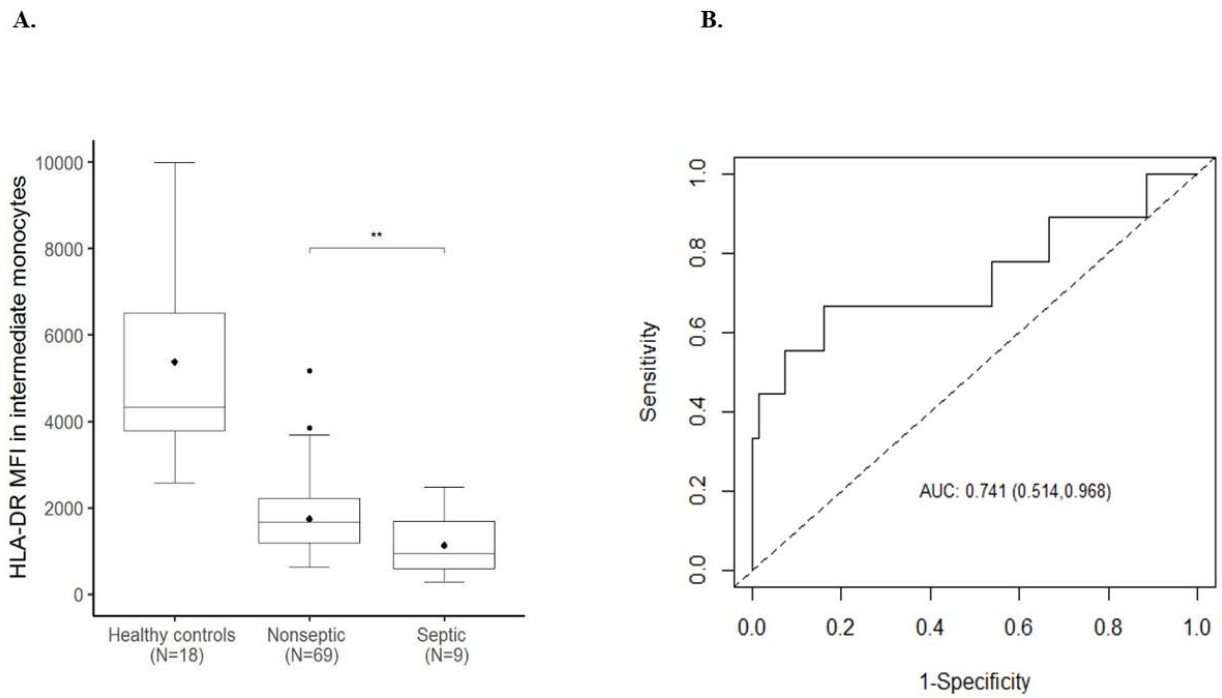 A.
B.
HLA-DR MFI in intermediate monocytes
10000
8000
6000
4000
2000
0
**
Healthy controls
(N=18)
Nonseptic
(N=69)
Septic
(N=9)
Sensitivity
1.0
0.8
0.6
0.4
0.2
0.0
AUC: 0.741 (0.514,0.968)
0.0 0.2 0.4 0.6 0.8 1.0
1-Specificity